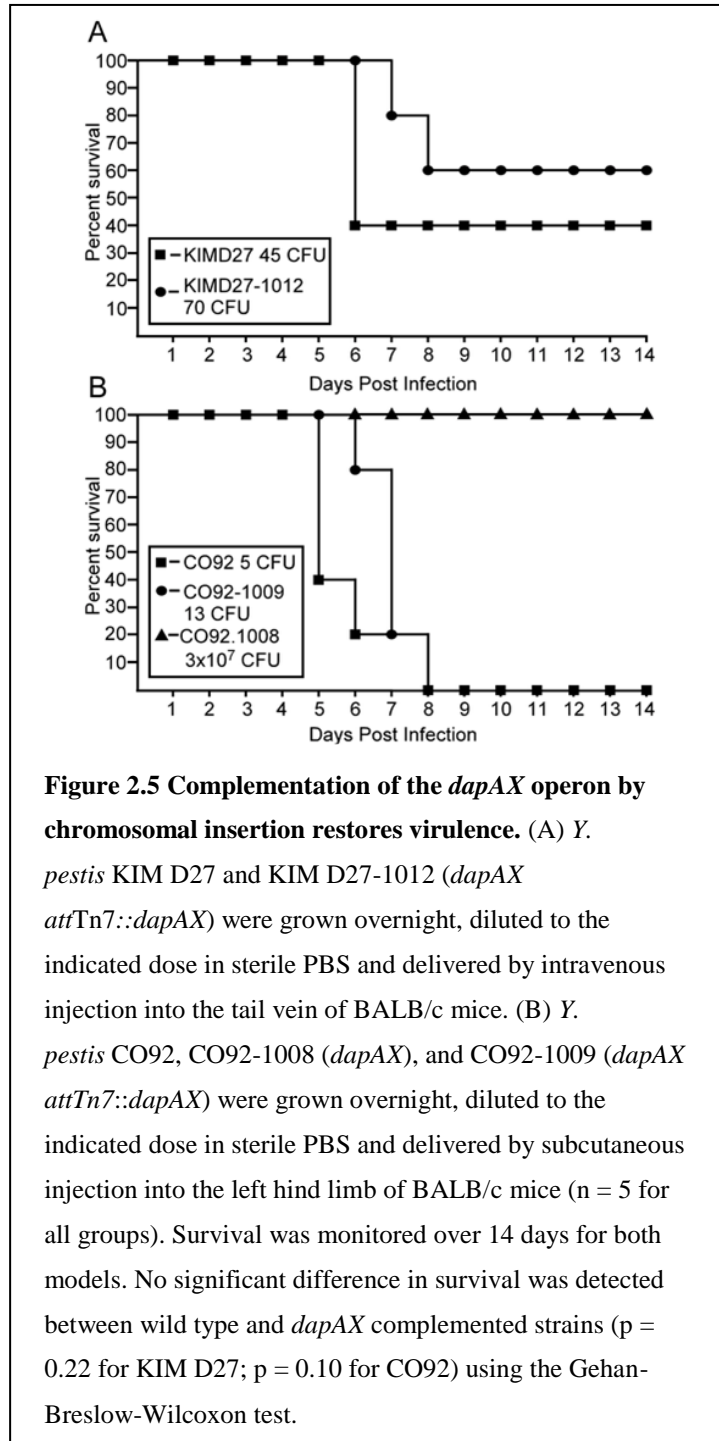 A
100
90
80
70
60
50
40
30
20
10
Percent survival
KIMD27 45 CFU
KIMD27-1012
70 CFU
1 2 3 4 5 6 7 8 9 10 11 12 13 14
Days Post Infection
B
100
90
80
70
60
50
40
30
20
10
Percent survival
CO92 5 CFU
CO92-1009
13 CFU
CO92.1008
3x10⁷ CFU
1 2 3 4 5 6 7 8 9 10 11 12 13 14
Days Post Infection
Figure 2.5 Complementation of the dapAX operon by
chromosomal insertion restores virulence. (A) Y.
pestis KIM D27 and KIM D27-1012 (dapAX
attTn7::dapAX) were grown overnight, diluted to the
indicated dose in sterile PBS and delivered by intravenous
injection into the tail vein of BALB/c mice. (B) Y.
pestis CO92, CO92-1008 (dapAX), and CO92-1009 (dapAX
attTn7::dapAX) were grown overnight, diluted to the
indicated dose in sterile PBS and delivered by subcutaneous
injection into the left hind limb of BALB/c mice (n = 5 for
all groups). Survival was monitored over 14 days for both
models. No significant difference in survival was detected
between wild type and dapAX complemented strains (p =
0.22 for KIM D27; p = 0.10 for CO92) using the Gehan-
Breslow-Wilcoxon test.